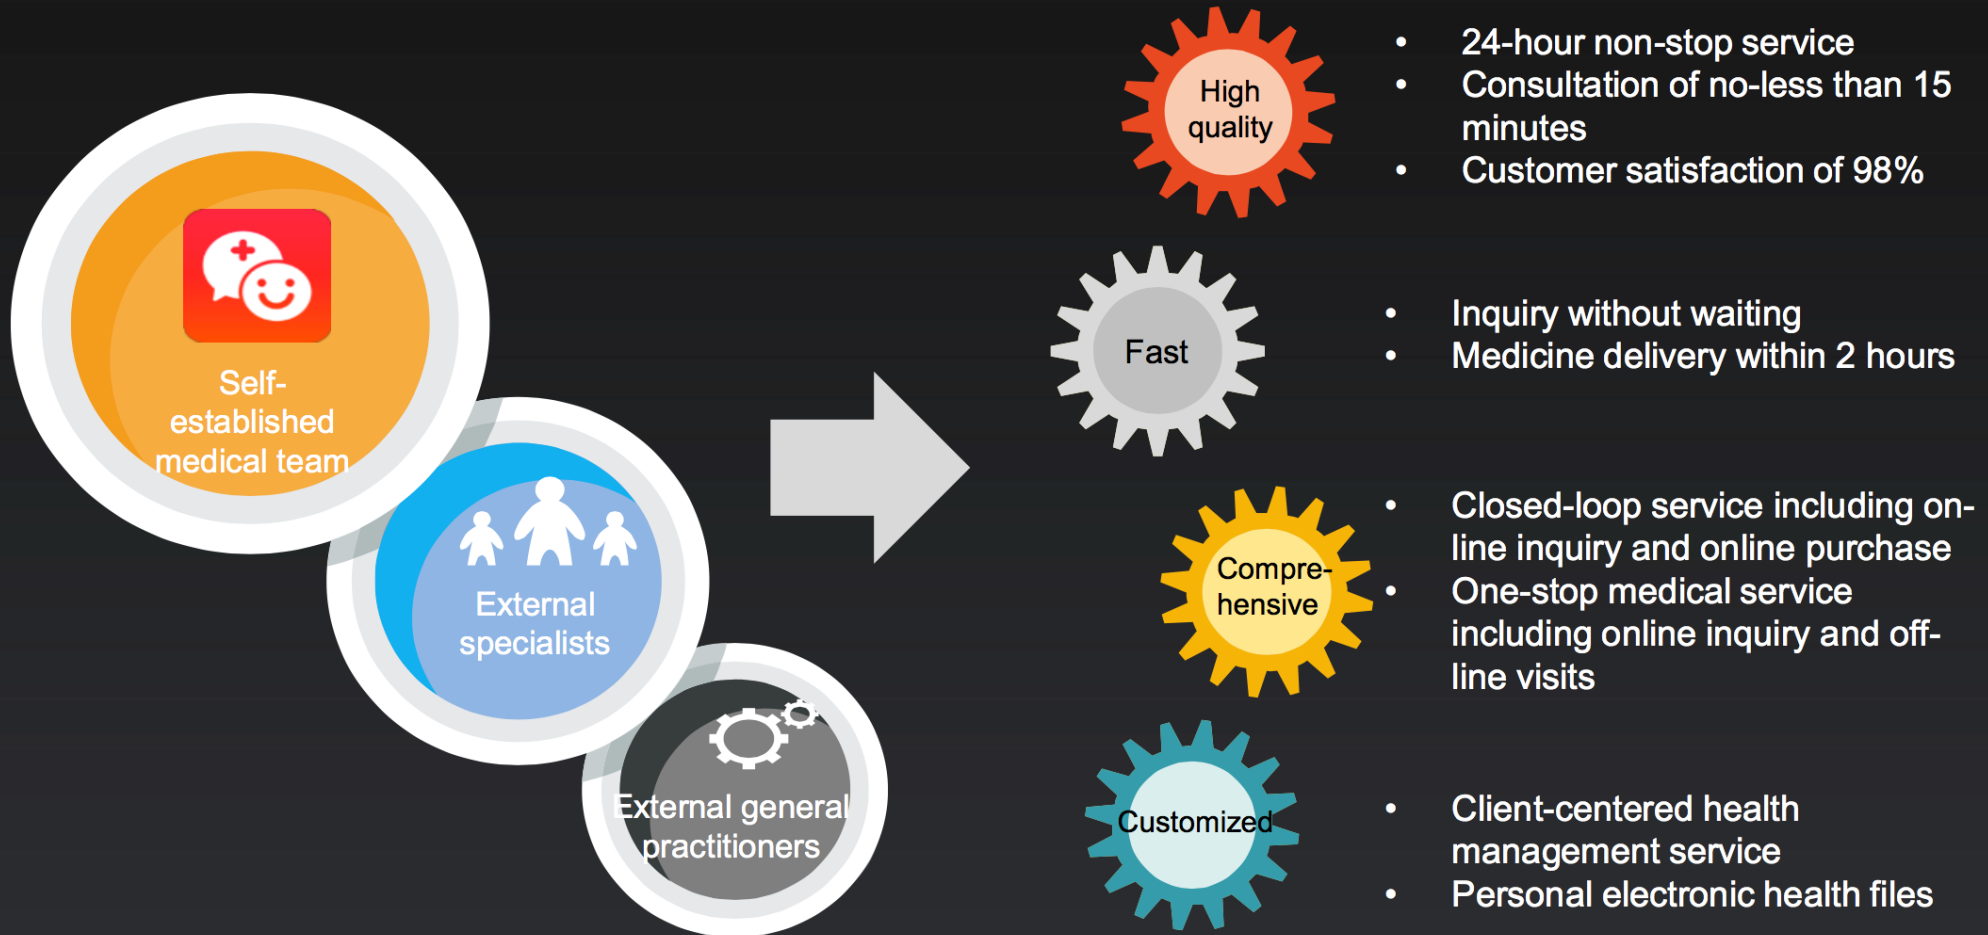 Self-
established
medical team
External
specialists
External general
practitioners
High
quality
• 24-hour non-stop service
• Consultation of no-less than 15
minutes
• Customer satisfaction of 98%
Fast
• Inquiry without waiting
• Medicine delivery within 2 hours
Compre-
hensive
• Closed-loop service including on-
line inquiry and online purchase
• One-stop medical service
including online inquiry and off-
line visits
Customized
• Client-centered health
management service
• Personal electronic health files